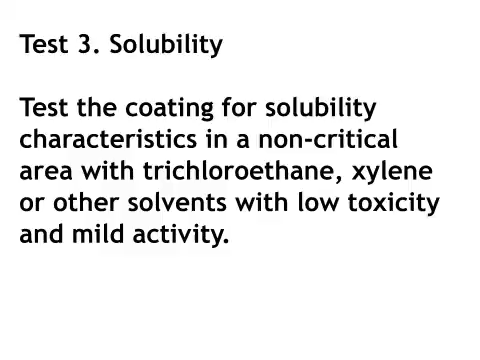 Test 3. Solubility
Test the coating for solubility
characteristics in a non-critical
area with trichloroethane, xylene
or other solvents with low toxicity
and mild activity.